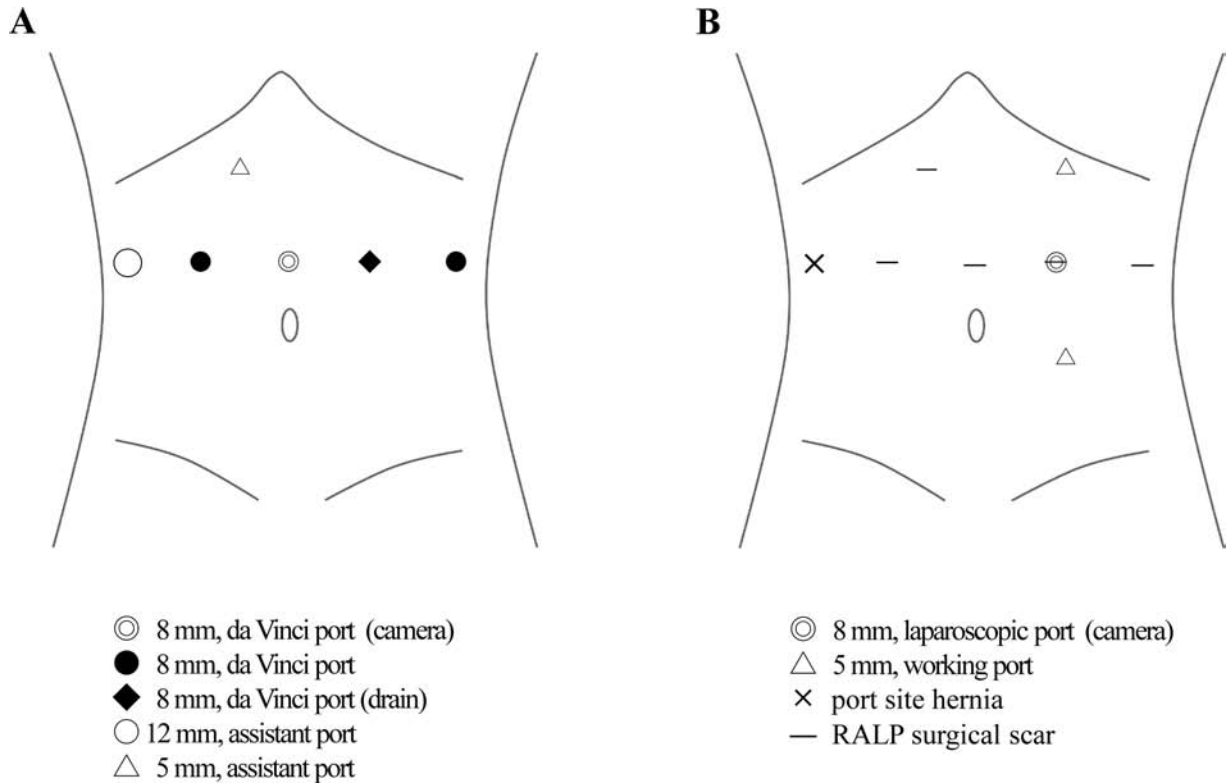 A
B
8 mm, da Vinci port (camera)
8 mm, da Vinci port
8 mm, da Vinci port (drain)
12 mm, assistant port
5 mm, assistant port
8 mm, laparoscopic port (camera)
5 mm, working port
port site hernia
RALP surgical scar